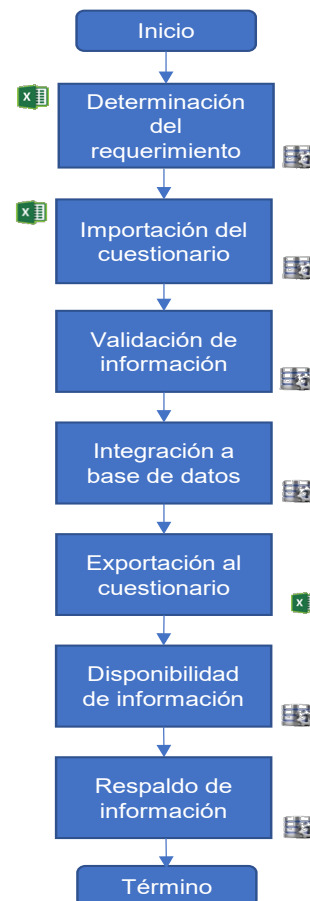 Inicio
Determinación
del
requerimiento
Importación del
cuestionario
Validación de
información
Integración a
base de datos
Exportación al
cuestionario
Disponibilidad
de información
Respaldo de
información
Término